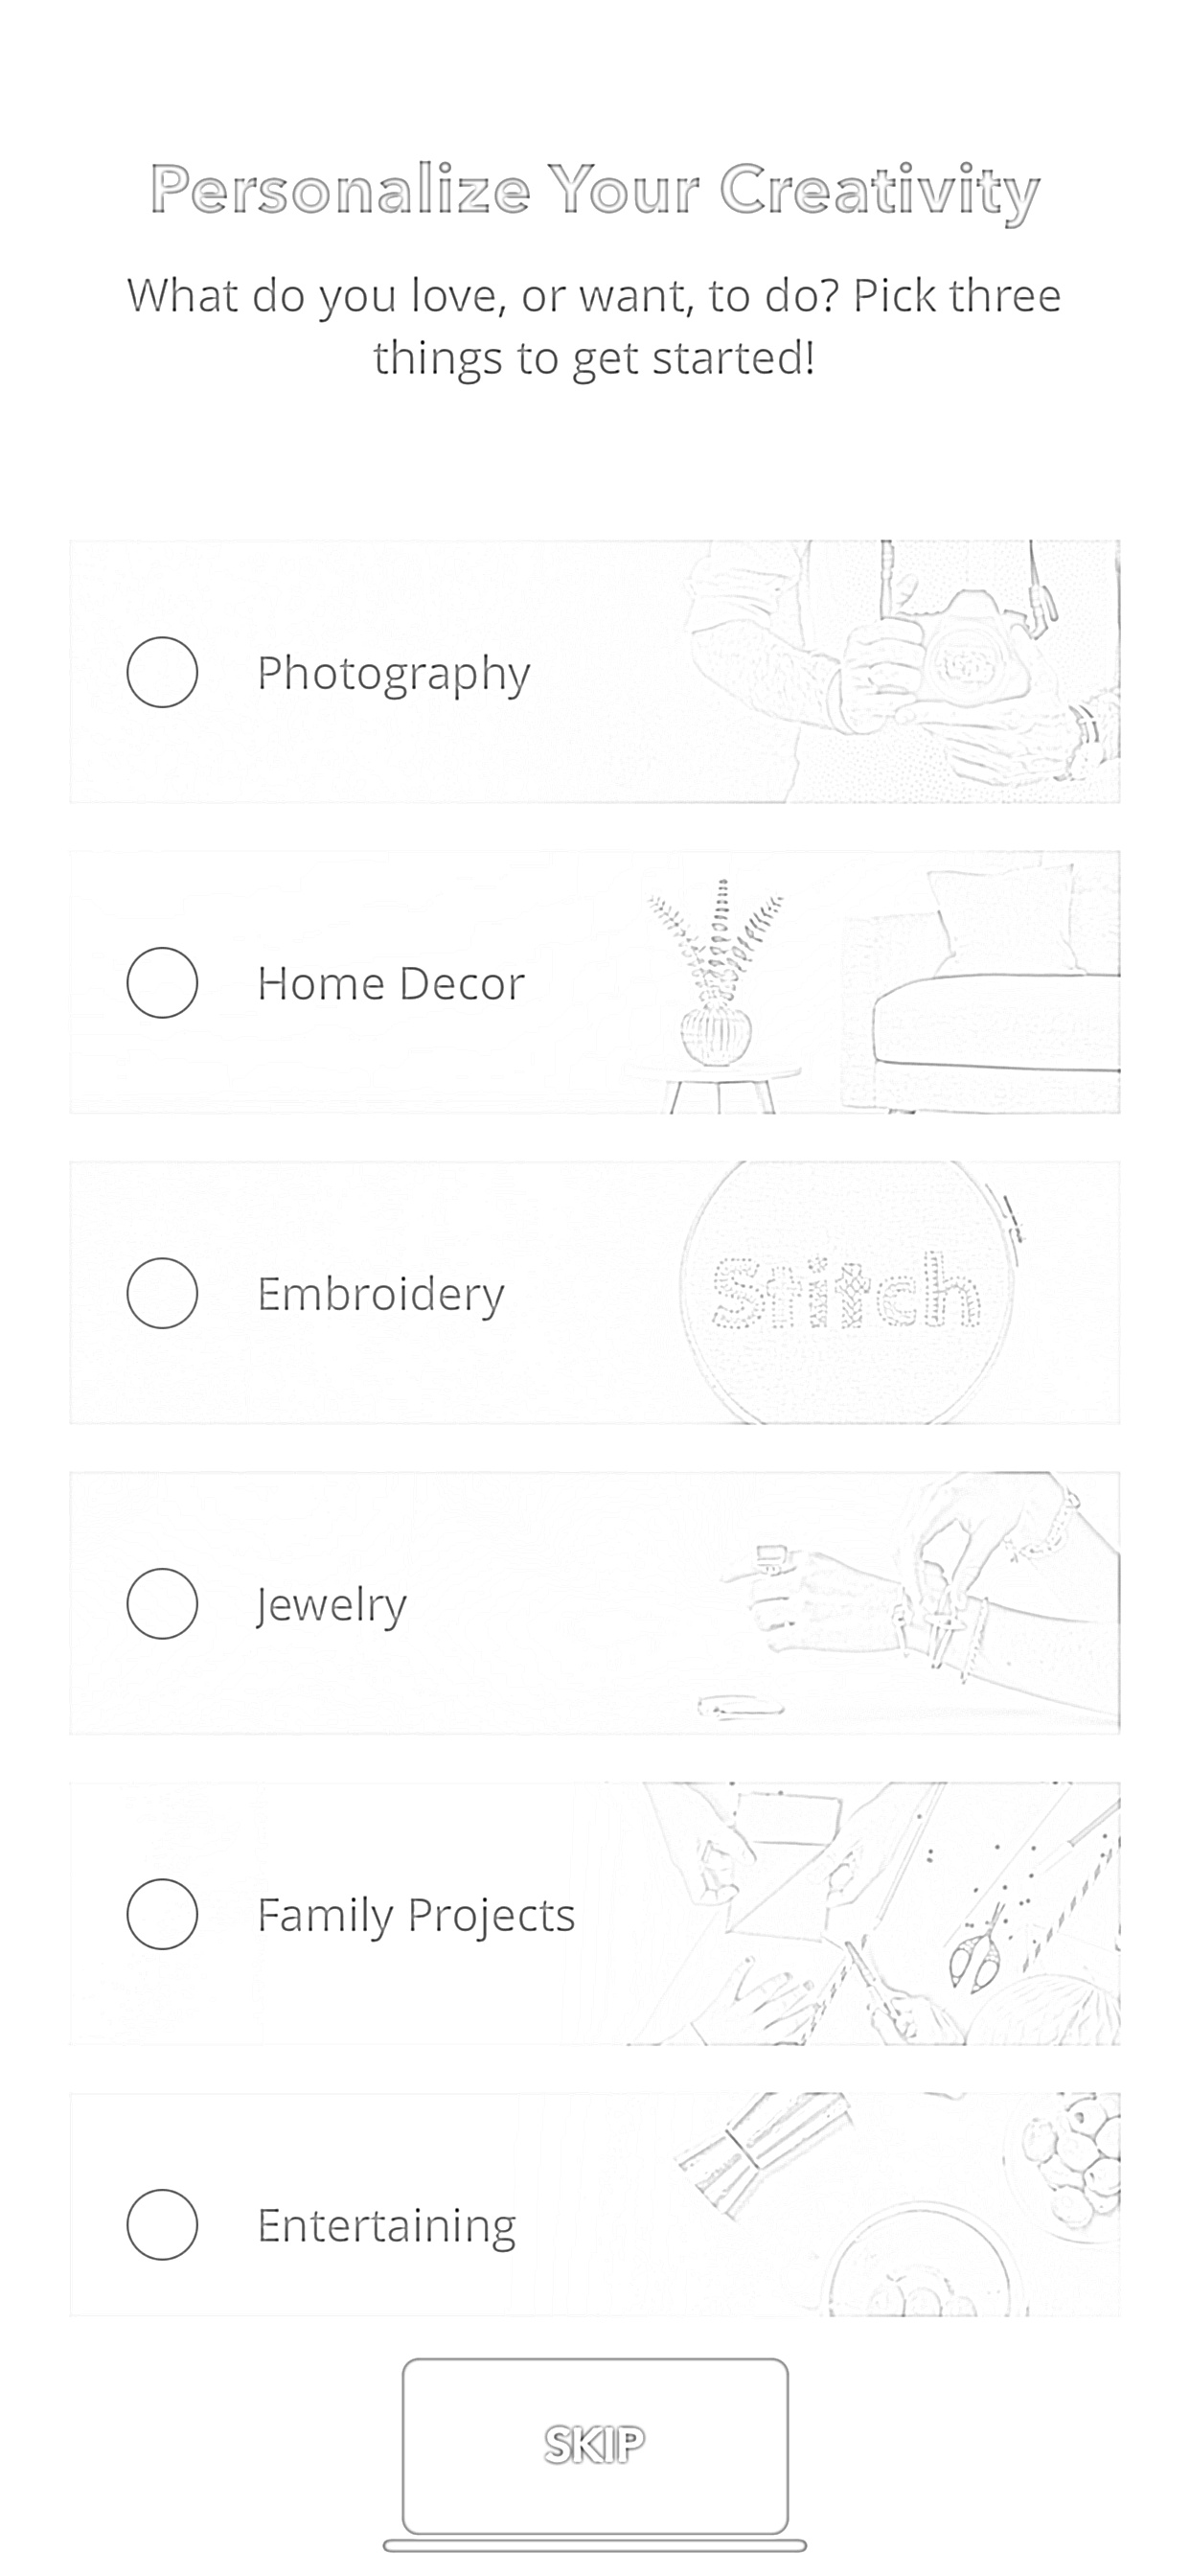 Personalize Your Creativity
What do you love, or want, to do? Pick three
things to get started!
Photography
Home Decor
Stitch
Embroidery
Jewelry
Family Projects
Entertaining
SKIP